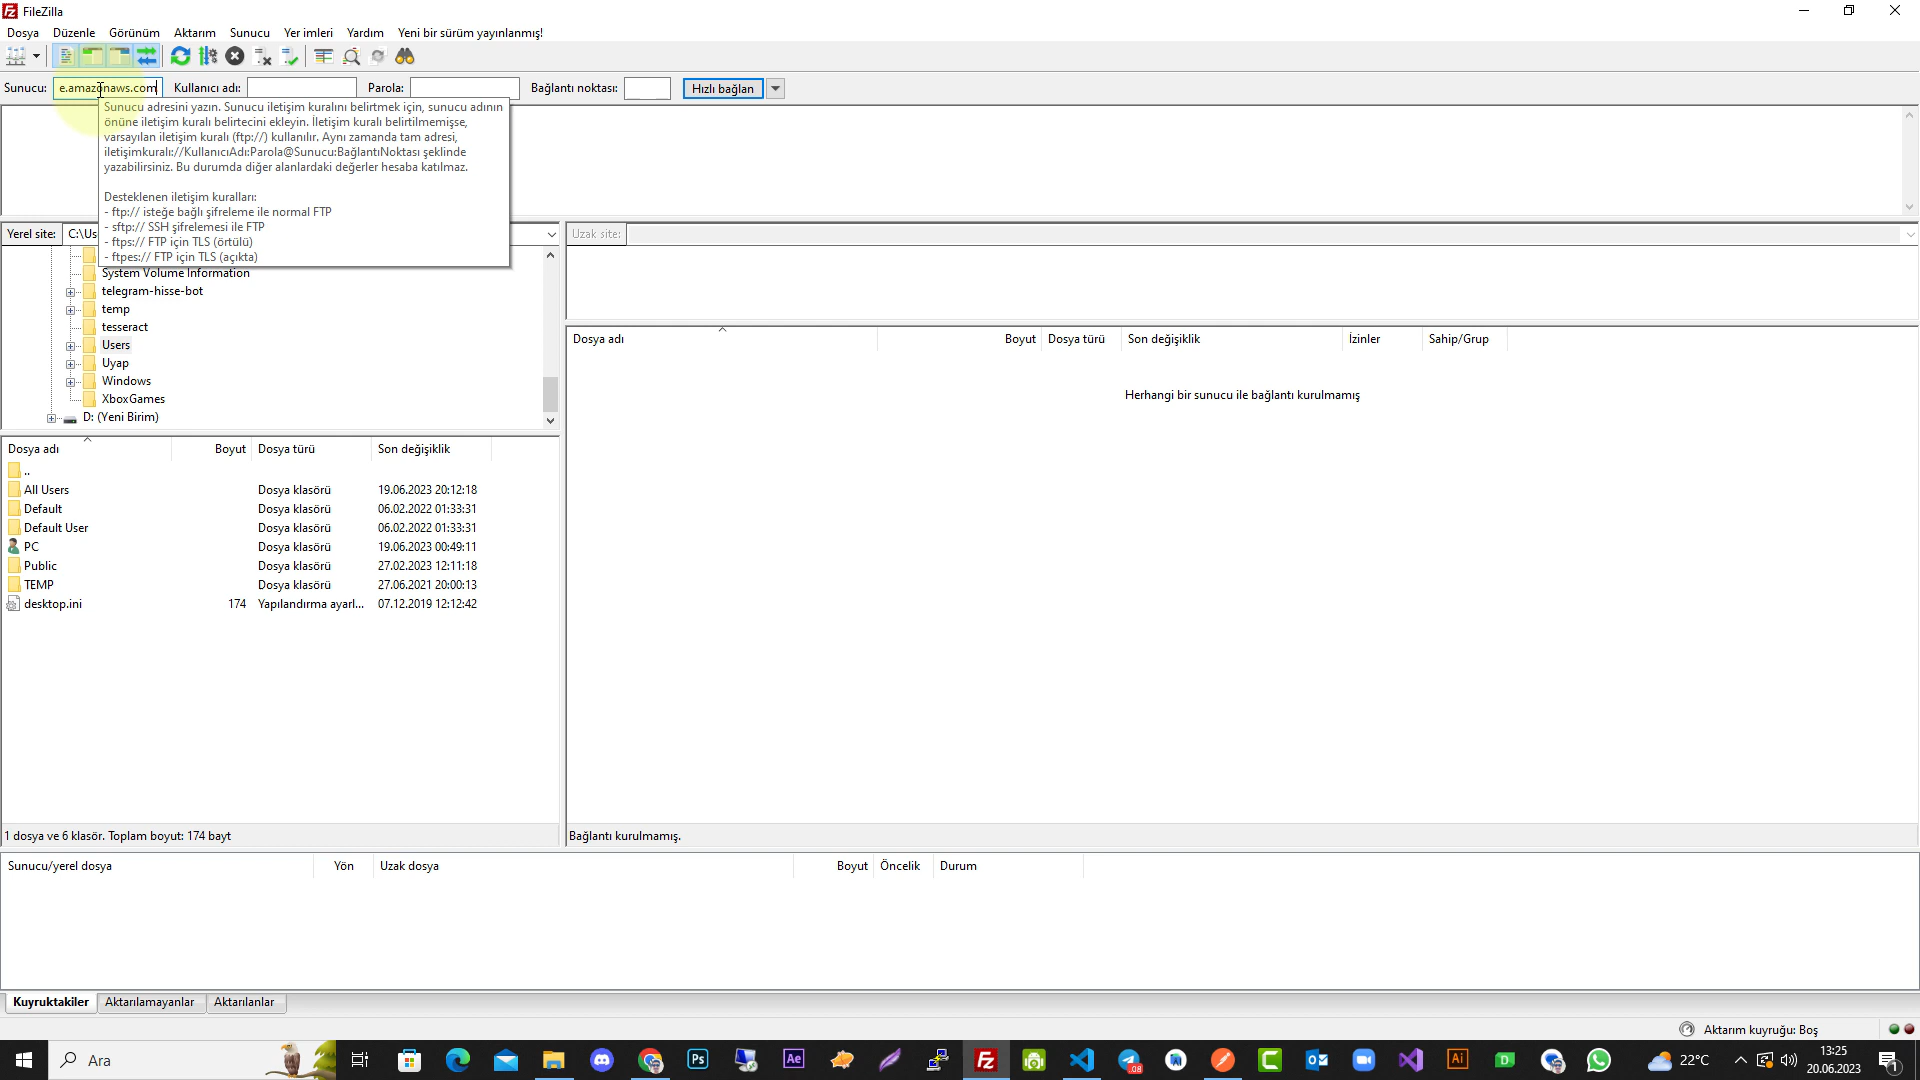 FileZilla
Dosya Düzenle Görünüm Aktarım Sunucu Yer imleri Yardım Yeni bir sürüm yayınlanmış!
Sunucu: e.amazonaws.com Kullanıcı adı: Parola: Bağlantı noktası: Hızlı bağlan
Sunucu adresini yazın. Sunucu iletişim kuralını belirtmek için, sunucu adının
önüne iletişim kuralı belirtecini ekleyin. İletişim kuralı belirtilmemişse,
varsayılan iletişim kuralı (ftp://) kullanılır. Aynı zamanda tam adresi,
iletişimkuralı://KullanıcıAdı:Parola@Sunucu:BağlantıNoktası şeklinde
yazabilirsiniz. Bu durumda diğer alanlardaki değerler hesaba katılmaz.
Desteklenen iletişim kuralları:
- ftp:// isteğe bağlı şifreleme ile normal FTP
- sftp:// SSH şifrelemesi ile FTP
- ftps:// FTP için TLS (örtülü)
- ftpes:// FTP için TLS (açıkta)
Yerel site: C:\Us
System Volume Information
telegram-hisse-bot
temp
tesseract
Users
Uyap
Windows
XboxGames
D: (Yeni Birim)
Uzak site:
Dosya adı Boyut Dosya türü Son değişiklik İzinler Sahip/Grup
Herhangi bir sunucu ile bağlantı kurulmamış
Dosya adı Boyut Dosya türü Son değişiklik
..
All Users Dosya klasörü 19.06.2023 20:12:18
Default Dosya klasörü 06.02.2022 01:33:31
Default User Dosya klasörü 06.02.2022 01:33:31
PC Dosya klasörü 19.06.2023 00:49:11
Public Dosya klasörü 27.02.2023 12:11:18
TEMP Dosya klasörü 27.06.2021 20:00:13
desktop.ini 174 Yapılandırma ayarl... 07.12.2019 12:12:42
1 dosya ve 6 klasör. Toplam boyut: 174 bayt
Bağlantı kurulmamış.
Sunucu/yerel dosya Yön Uzak dosya Boyut Öncelik Durum
Kuyruktakiler Aktarılamayanlar Aktarılanlar
Aktarım kuyruğu: Boş
Ara
Ps
Ae
Fz
.08
C
Ai
D
22°C
13:25
20.06.2023
1